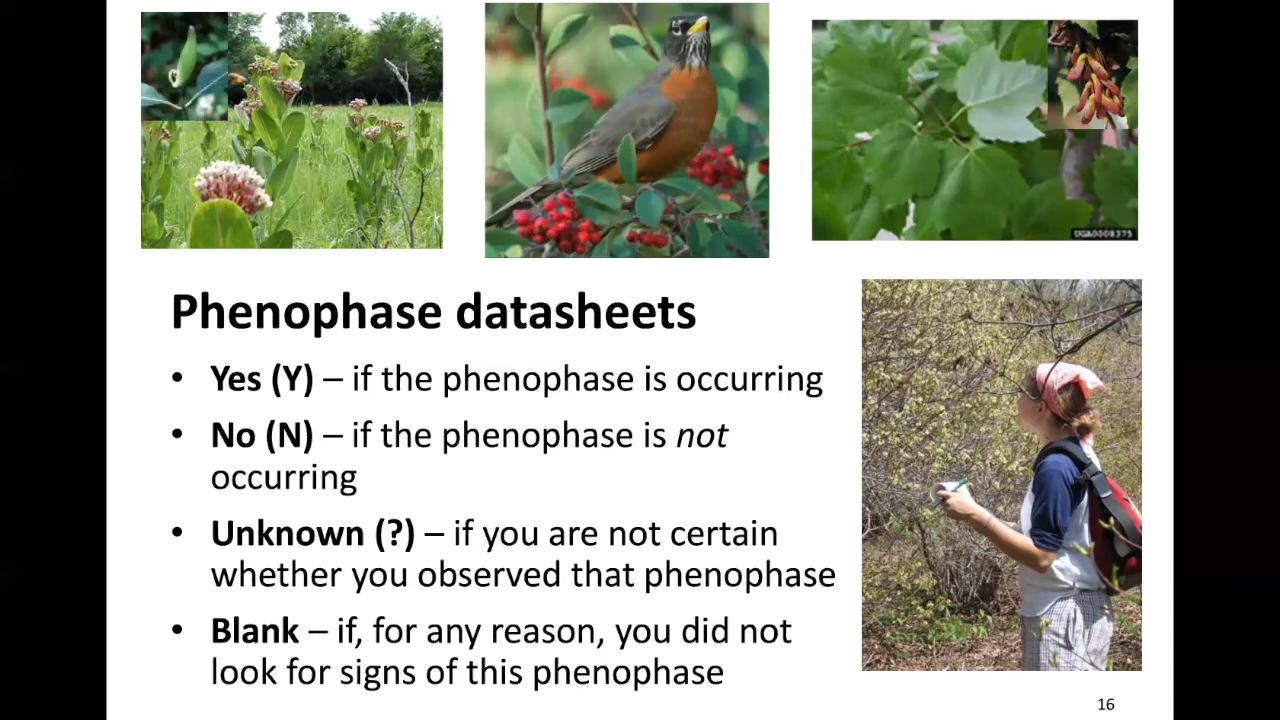 UGA0008375
Phenophase datasheets
• Yes (Y) – if the phenophase is occurring
• No (N) – if the phenophase is not
occurring
• Unknown (?) – if you are not certain
whether you observed that phenophase
• Blank – if, for any reason, you did not
look for signs of this phenophase
16